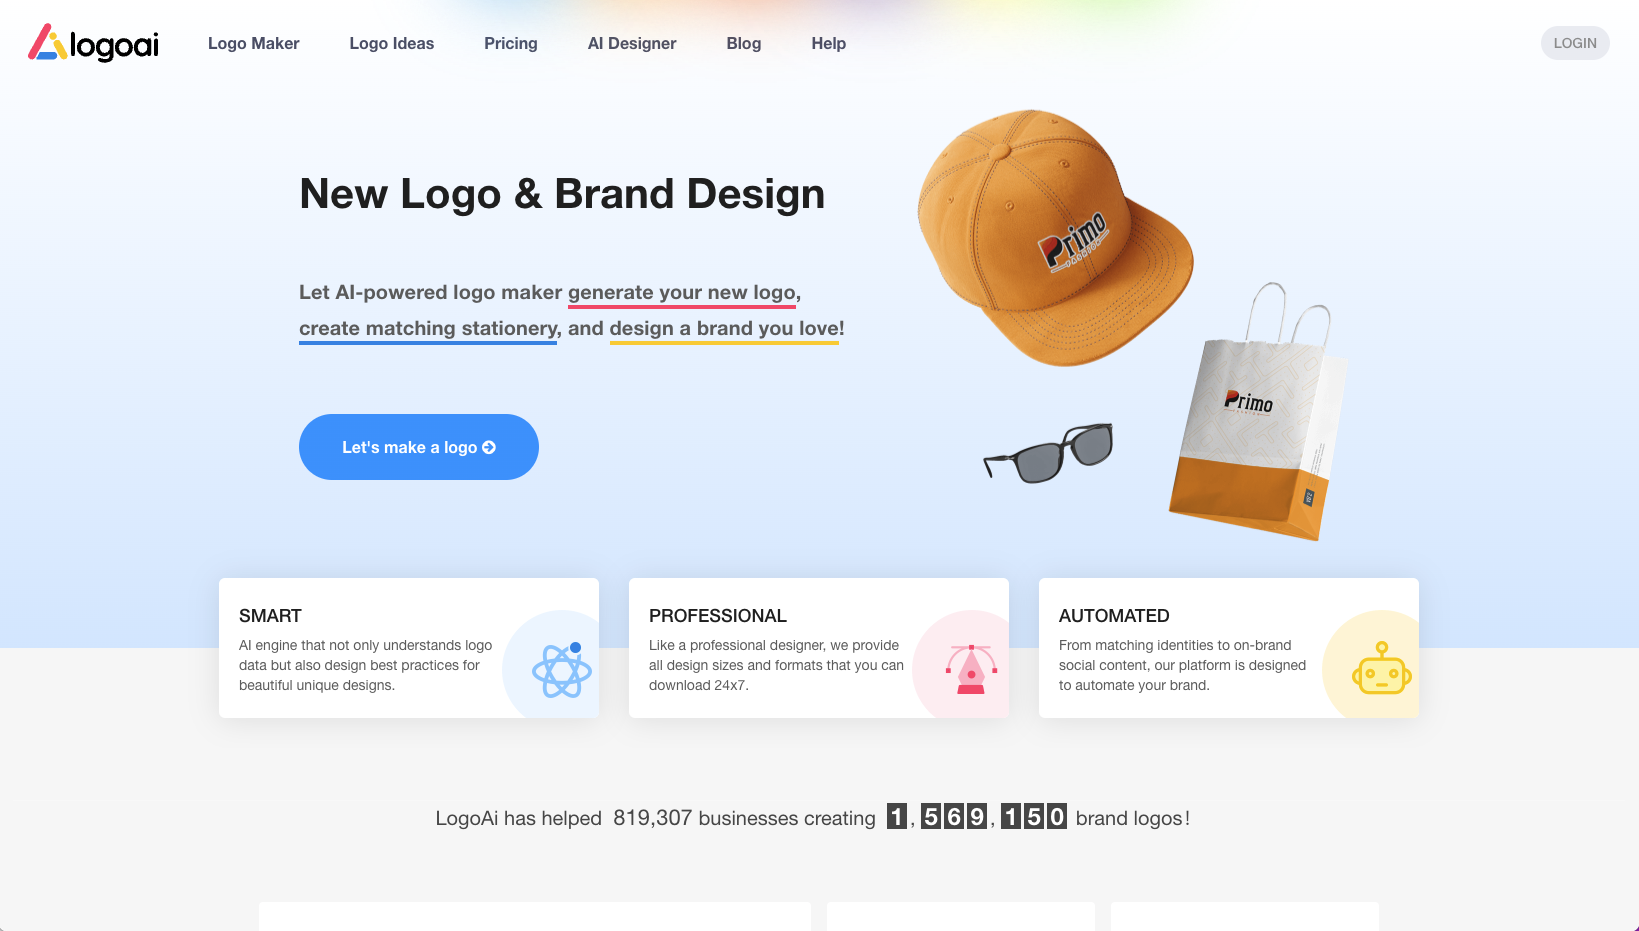 logoai
Logo Maker
Logo Ideas
Pricing
AI Designer
Blog
Help
LOGIN
New Logo & Brand Design
Let AI-powered logo maker generate your new logo,
create matching stationery, and design a brand you love!
Let's make a logo
Primo
FASHION
Primo
SMART
AI engine that not only understands logo
data but also design best practices for
beautiful unique designs.
PROFESSIONAL
Like a professional designer, we provide
all design sizes and formats that you can
download 24x7.
AUTOMATED
From matching identities to on-brand
social content, our platform is designed
to automate your brand.
LogoAi has helped 819,307 businesses creating 1,569,150 brand logos!